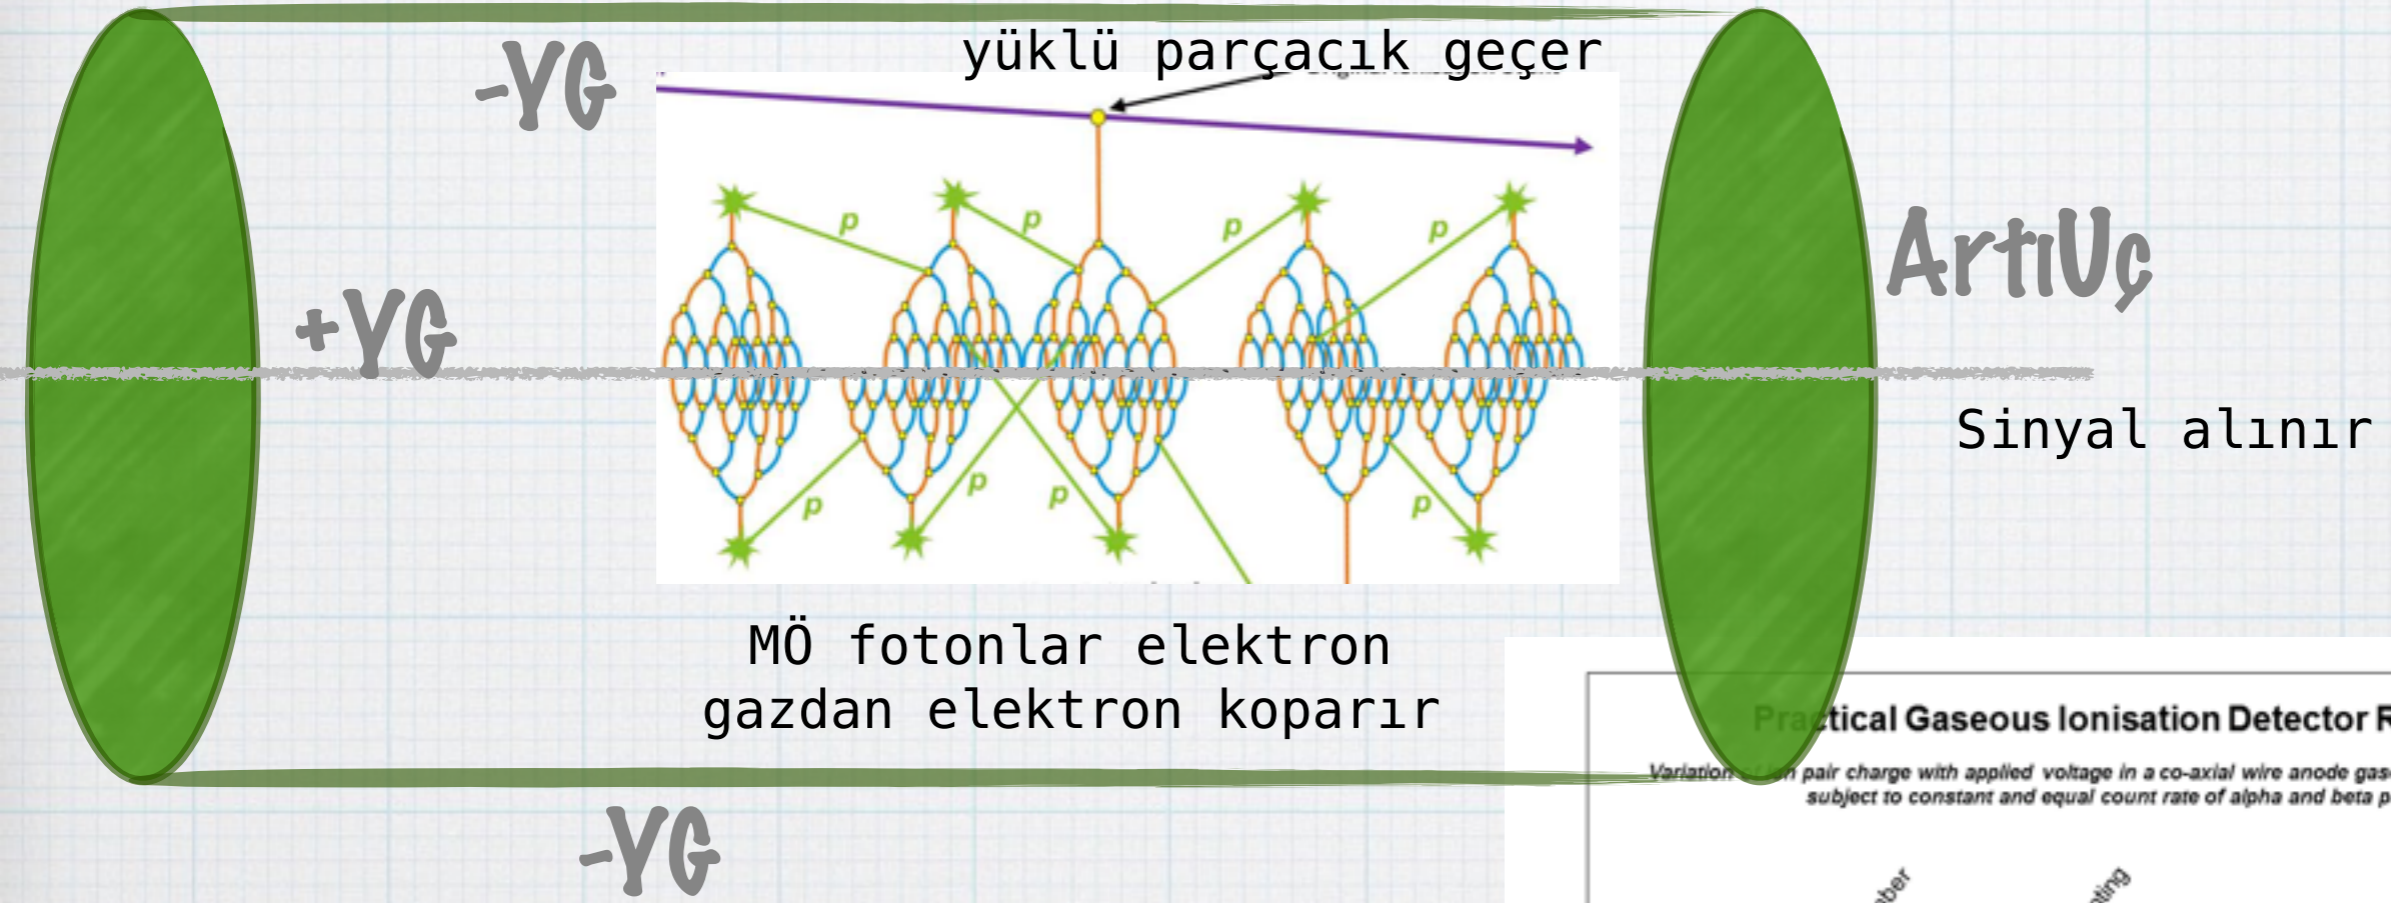 yüklü parçacık geçer
-YG
p
p
p
p
+YG
ArtıUç
Sinyal alınır
p
p
p
p
MÖ fotonlar elektron
gazdan elektron koparır
Practical Gaseous Ionisation Detector
Variation pair charge with applied voltage in a co-axial wire anode
subject to constant and equal count rate of alpha and beta
-YG